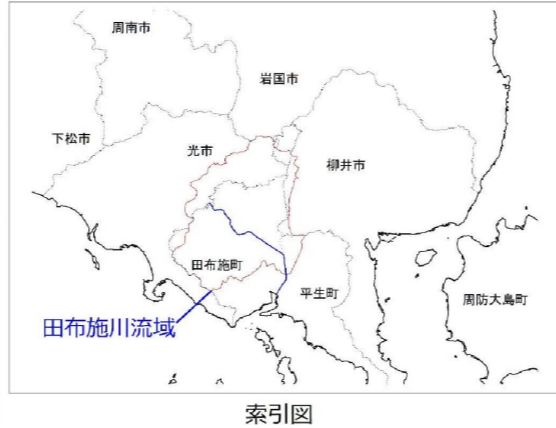 周南市
岩国市
下松市
光市
柳井市
田布施町
平生町
周防大島町
田布施川流域
索引図